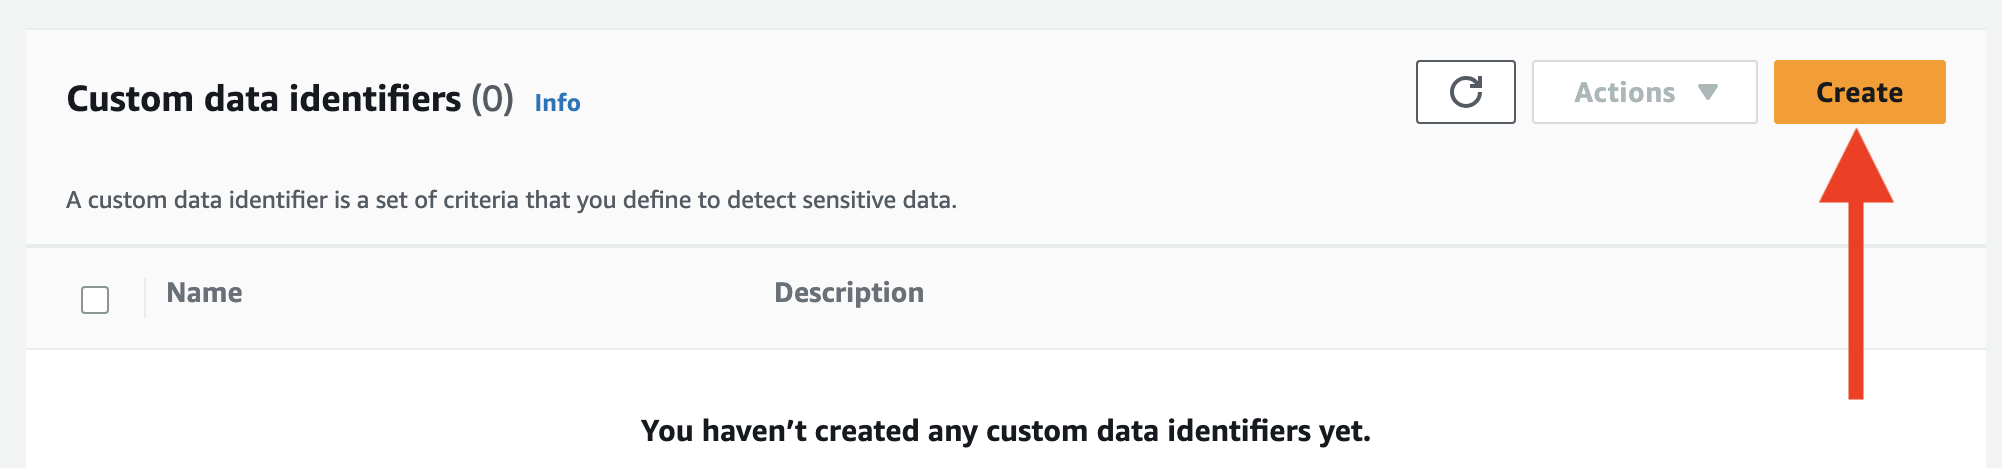 Custom data identifiers (0) Info
Actions
Create
A custom data identifier is a set of criteria that you define to detect sensitive data.
Name
Description
You haven’t created any custom data identifiers yet.